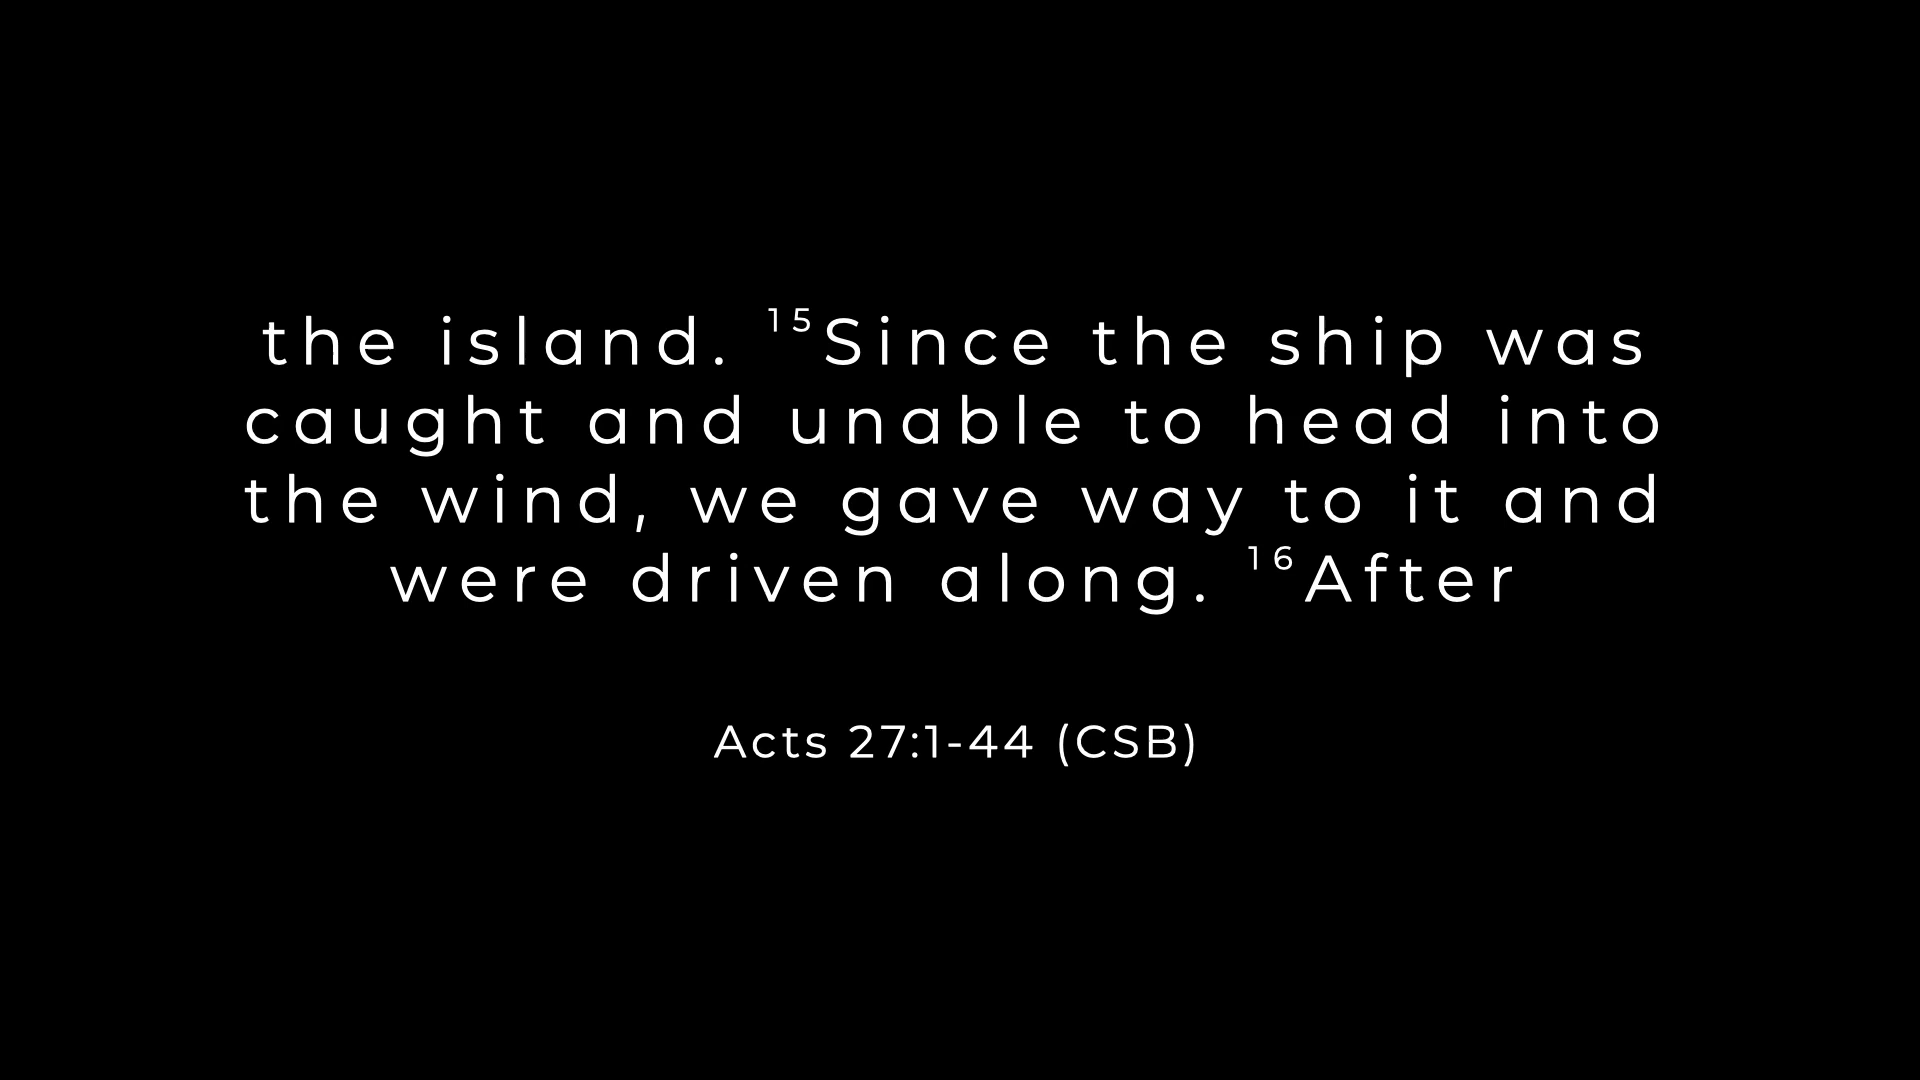 the island. ¹⁵Since the ship was
caught and unable to head into
the wind, we gave way to it and
were driven along. ¹⁶After
Acts 27:1-44 (CSB)